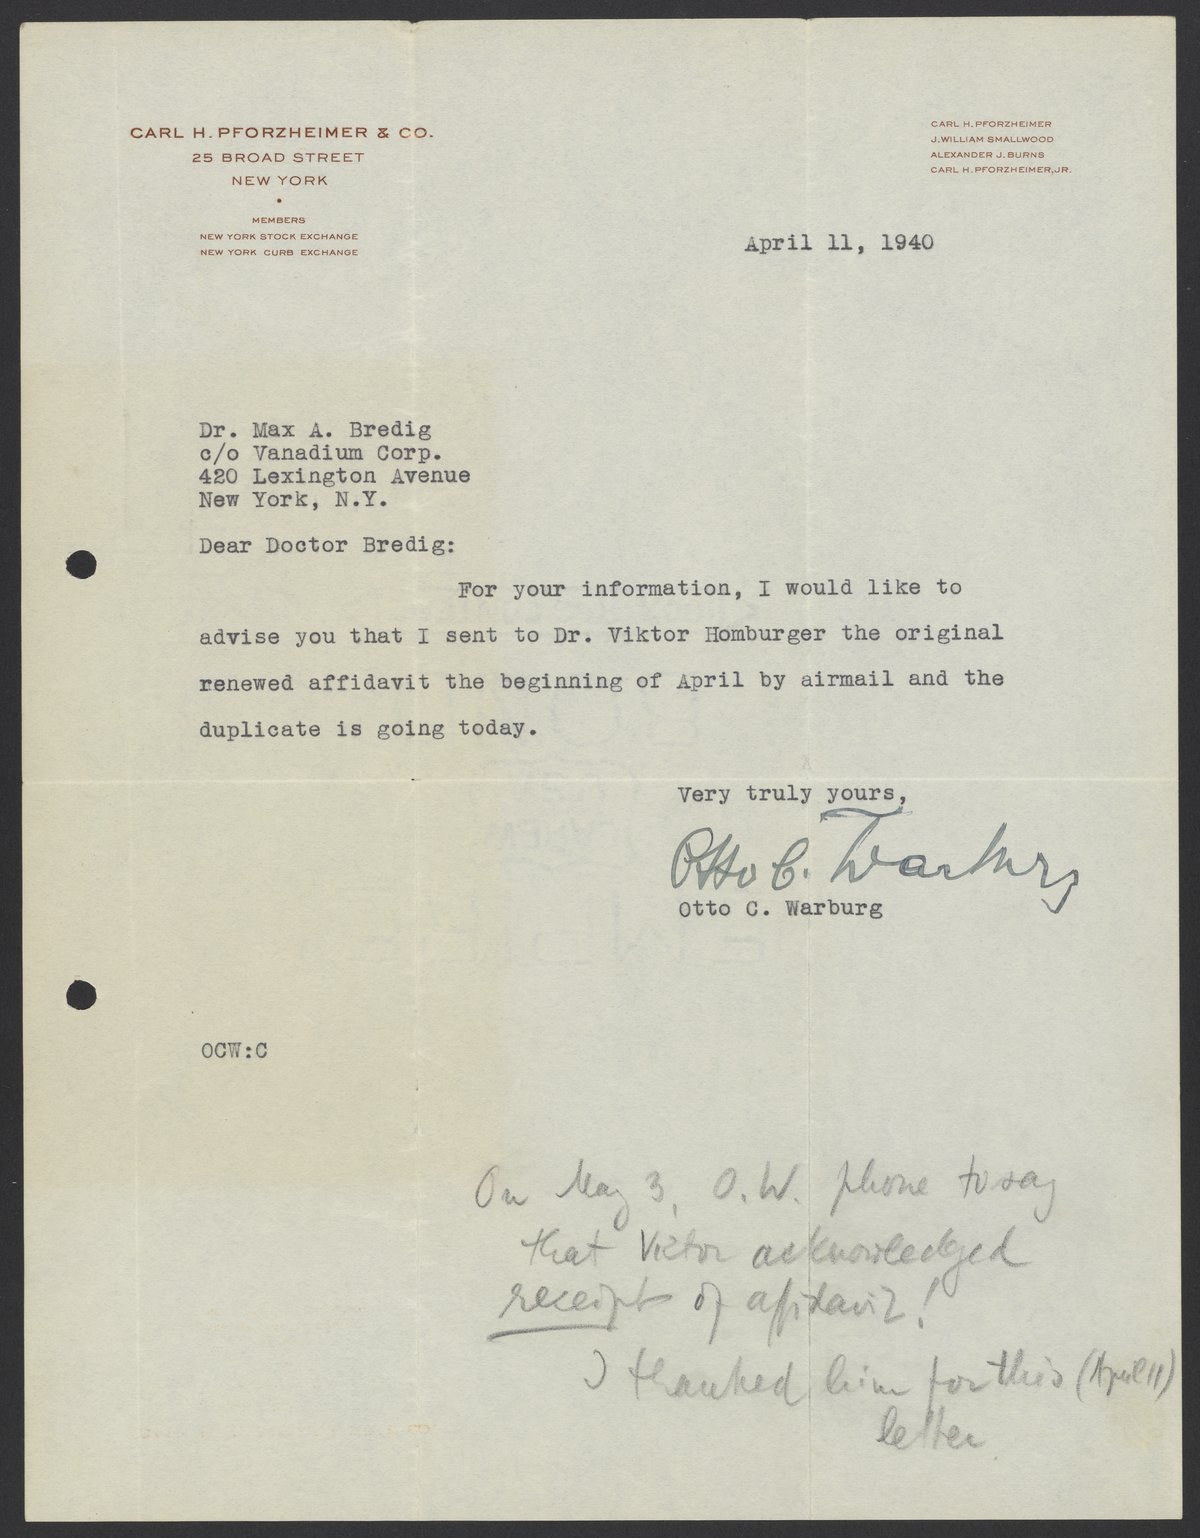 CARL H. PFORZHEIMER & CO.
25 BROAD STREET
NEW YORK
MEMBERS
NEW YORK STOCK EXCHANGE
NEW YORK CURB EXCHANGE
CARL H. PFORZHEIMER
J. WILLIAM SMALLWOOD
ALEXANDER J. BURNS
CARL H. PFORZHEIMER, JR.
April 11, 1940
Dr. Max A. Bredig
c/o Vanadium Corp.
420 Lexington Avenue
New York, N.Y.
Dear Doctor Bredig:
For your information, I would like to
advise you that I sent to Dr. Viktor Homburger the original
renewed affidavit the beginning of April by airmail and the
duplicate is going today.
Very truly yours,
Otto C. Warburg
Otto C. Warburg
OCW:C
On May 3, O.W. phone to say
that Viktor acknowledged
receipt of affidavit!
I thanked him for this (April 11)
letter